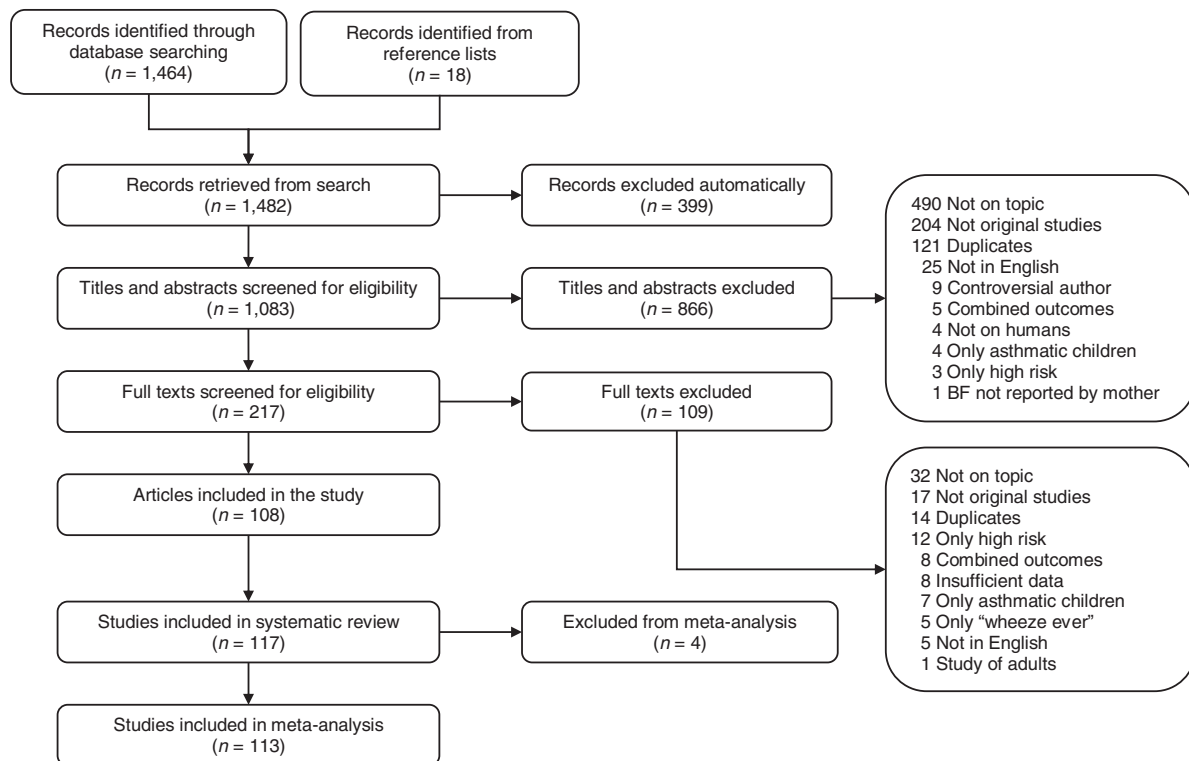 Records identified through
database searching
(n = 1,464)
Records identified from
reference lists
(n = 18)
Records retrieved from search
(n = 1,482)
Records excluded automatically
(n = 399)
Titles and abstracts screened for eligibility
(n = 1,083)
Titles and abstracts excluded
(n = 866)
490 Not on topic
204 Not original studies
121 Duplicates
25 Not in English
9 Controversial author
5 Combined outcomes
4 Not on humans
4 Only asthmatic children
3 Only high risk
1 BF not reported by mother
Full texts screened for eligibility
(n = 217)
Full texts excluded
(n = 109)
32 Not on topic
17 Not original studies
14 Duplicates
12 Only high risk
8 Combined outcomes
8 Insufficient data
7 Only asthmatic children
5 Only “wheeze ever”
5 Not in English
1 Study of adults
Articles included in the study
(n = 108)
Studies included in systematic review
(n = 117)
Excluded from meta-analysis
(n = 4)
Studies included in meta-analysis
(n = 113)